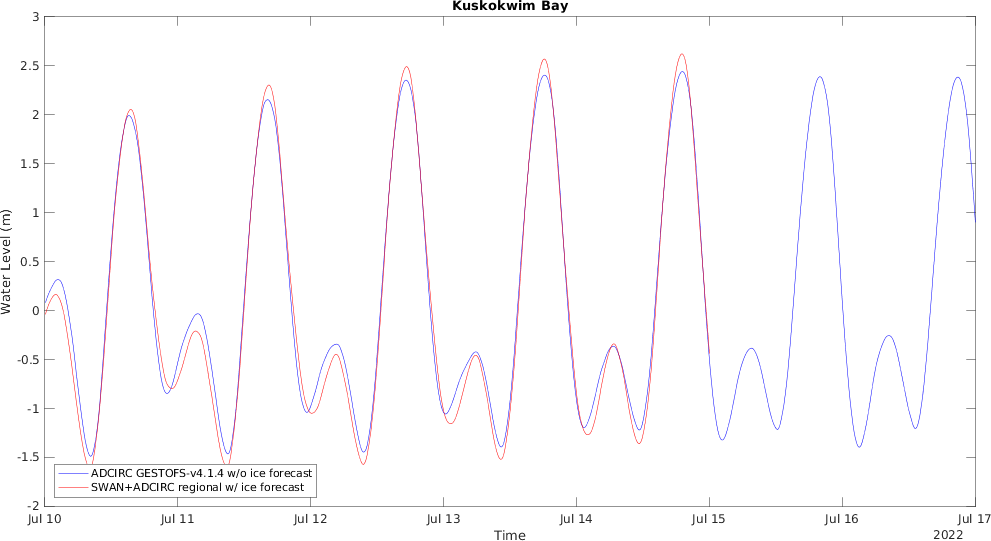 Kuskokwim Bay
3
2.5
2
1.5
1
0.5
0
-0.5
-1
-1.5
-2
Water Level (m)
ADCIRC GESTOFS-v4.1.4 w/o ice forecast
SWAN+ADCIRC regional w/ ice forecast
Jul 10 Jul 11 Jul 12 Jul 13 Jul 14 Jul 15 Jul 16 Jul 17
Time
2022